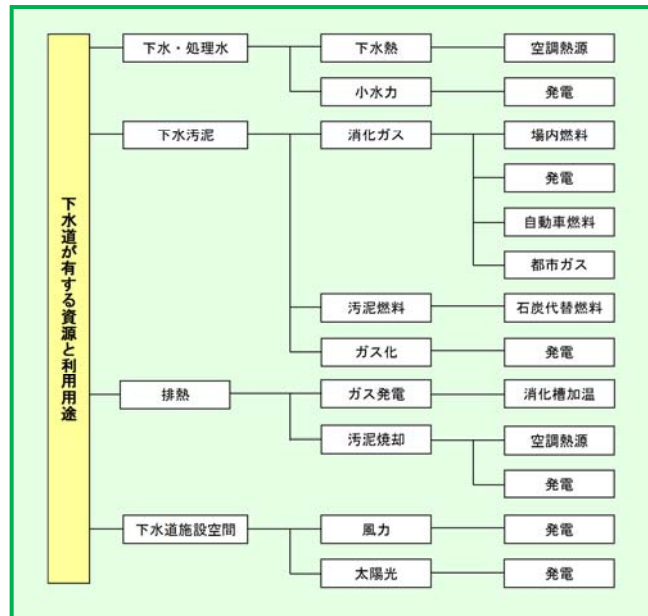 下水道が有する資源と利用用途
下水・処理水
下水熱
空調熱源
小水力
発電
下水汚泥
消化ガス
場内燃料
発電
自動車燃料
都市ガス
汚泥燃料
石炭代替燃料
ガス化
発電
排熱
ガス発電
消化槽加温
汚泥焼却
空調熱源
発電
下水道施設空間
風力
発電
太陽光
発電